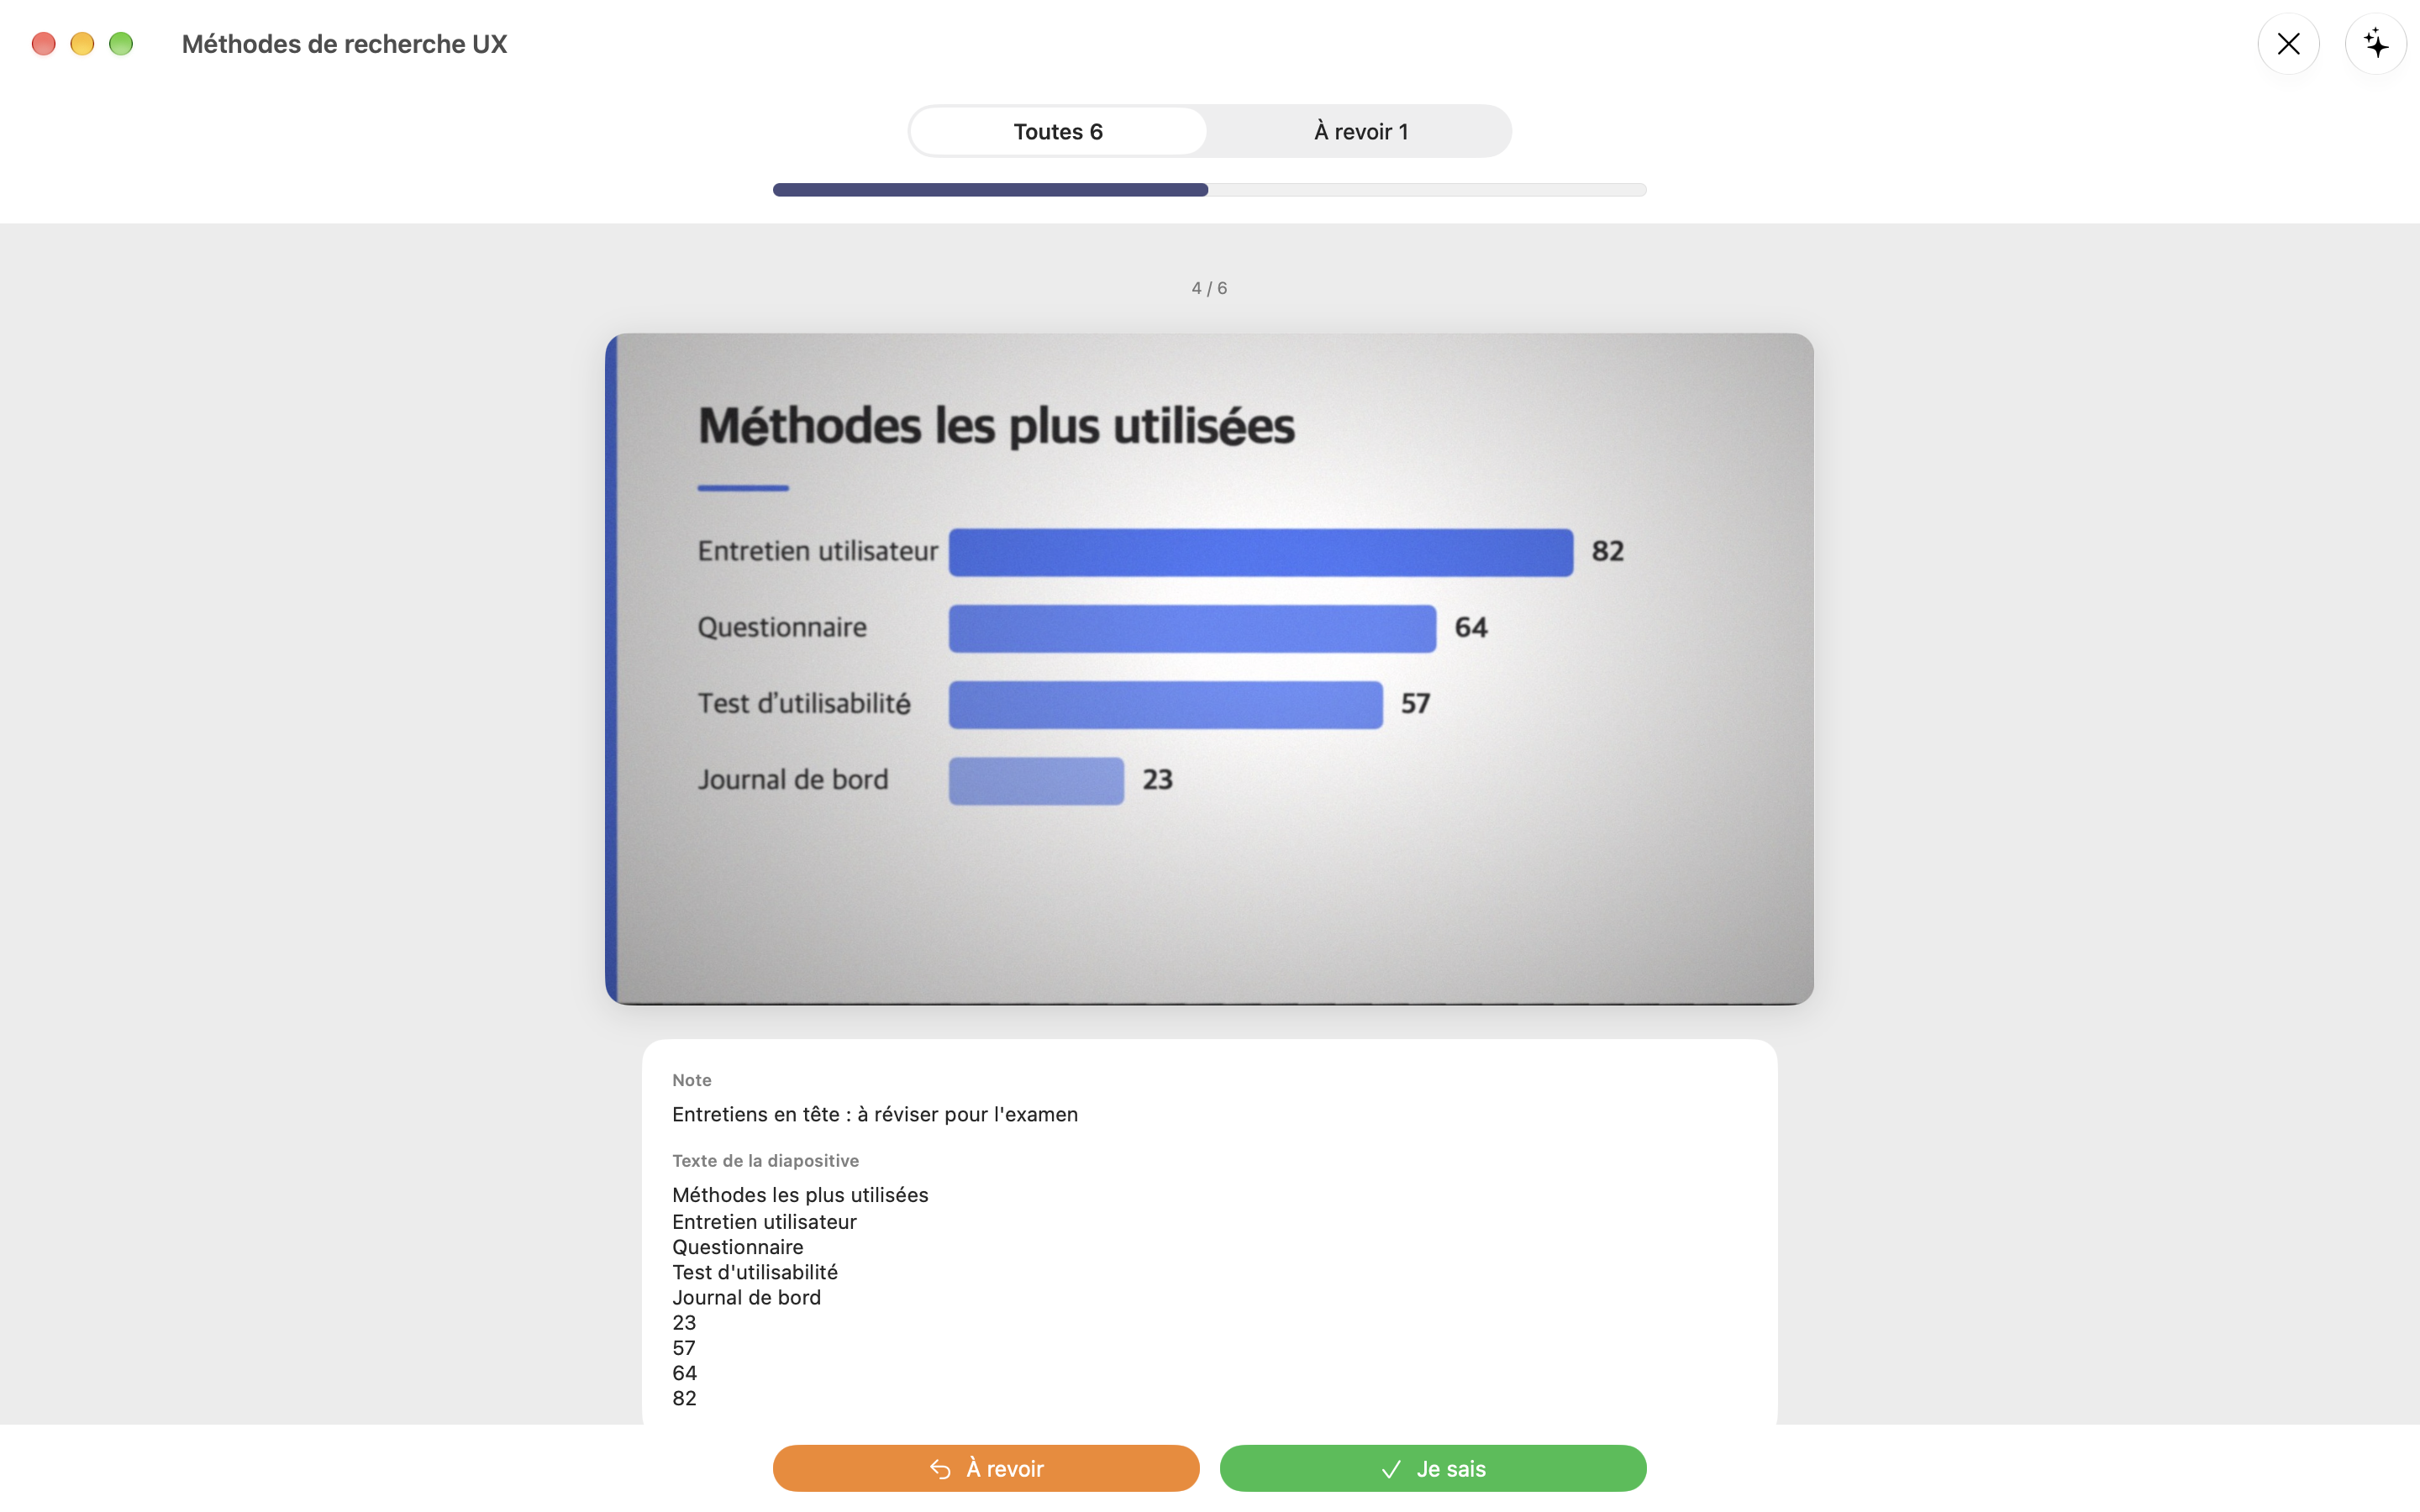 Méthodes de recherche UX
Toutes 6
À revoir 1
4 / 6
Méthodes les plus utilisées
Entretien utilisateur 82
Questionnaire 64
Test d’utilisabilité 57
Journal de bord 23
Note
Entretiens en tête : à réviser pour l'examen
Texte de la diapositive
Méthodes les plus utilisées
Entretien utilisateur
Questionnaire
Test d'utilisabilité
Journal de bord
23
57
64
82
À revoir
Je sais